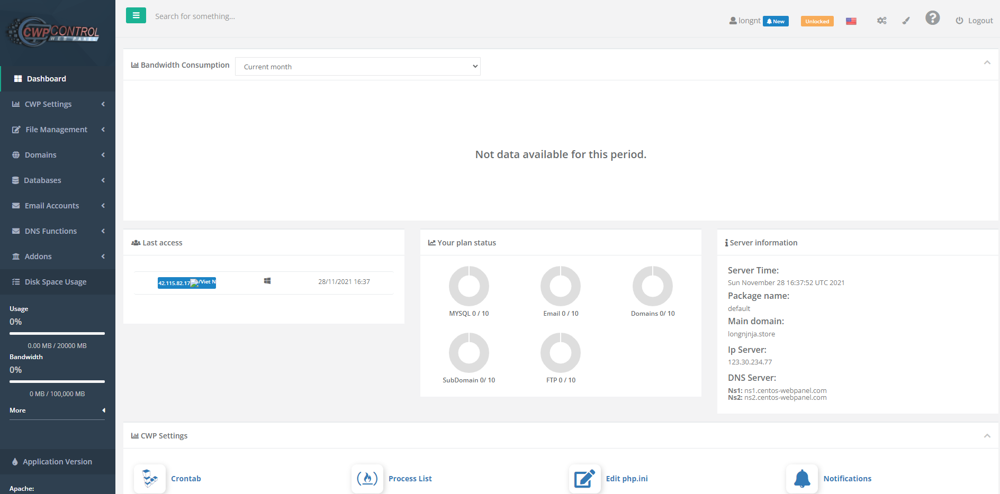 CWPCONTROL
WEB PANEL
Search for something...
longnt
New
Unlocked
Logout
Dashboard
CWP Settings
File Management
Domains
Databases
Email Accounts
DNS Functions
Addons
Disk Space Usage
Usage
0%
0.00 MB / 20000 MB
Bandwidth
0%
0 MB / 100,000 MB
More
Application Version
Apache:
Bandwidth Consumption
Current month
Not data available for this period.
Last access
42.115.82.17 /Viet N
28/11/2021 16:37
Your plan status
MYSQL 0 / 10
Email 0 / 10
Domains 0/ 10
SubDomain 0/ 10
FTP 0 / 10
Server information
Server Time:
Sun November 28 16:37:52 UTC 2021
Package name:
default
Main domain:
longnjnja.store
Ip Server:
123.30.234.77
DNS Server:
Ns1: ns1.centos-webpanel.com
Ns2: ns2.centos-webpanel.com
CWP Settings
Crontab
Process List
Edit php.ini
Notifications